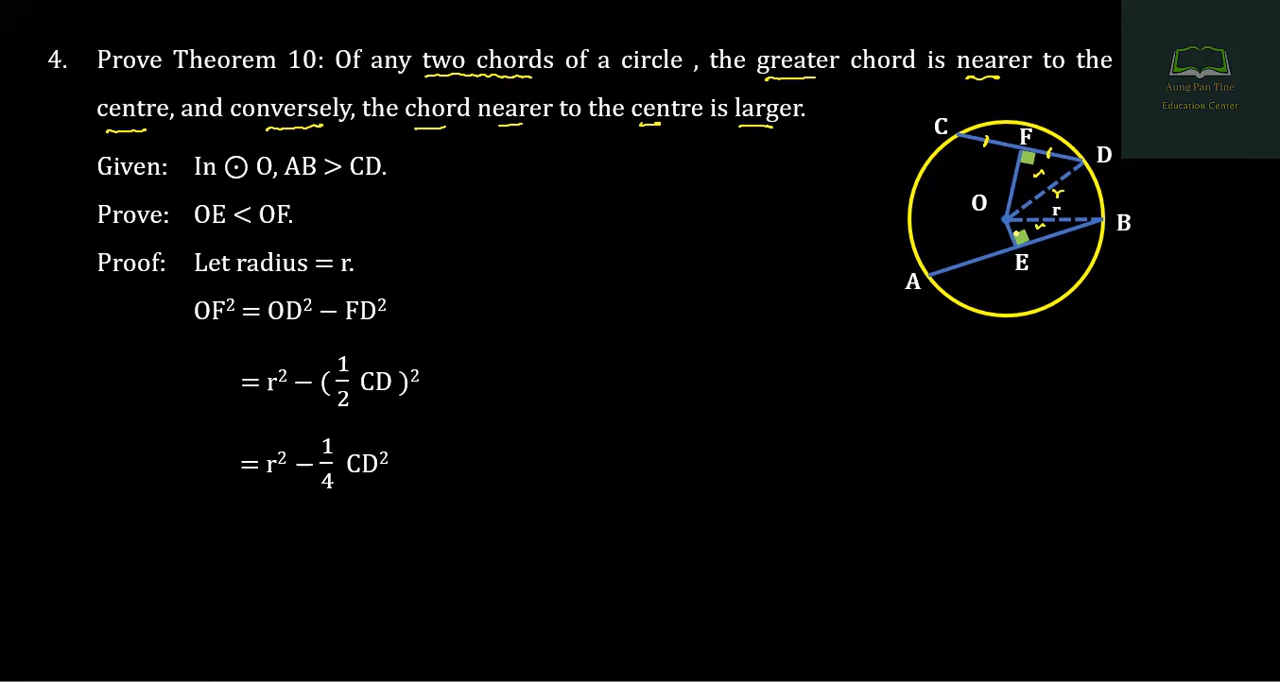 4. Prove Theorem 10: Of any two chords of a circle , the greater chord is nearer to the
centre, and conversely, the chord nearer to the centre is larger.
Given: In ⊙ O, AB > CD.
Prove: OE < OF.
Proof: Let radius = r.
OF² = OD² − FD²
= r² − (1/2 CD )²
= r² − 1/4 CD²
Aung Pan Tine
Education Center
C
F
D
O
r
r
B
E
A